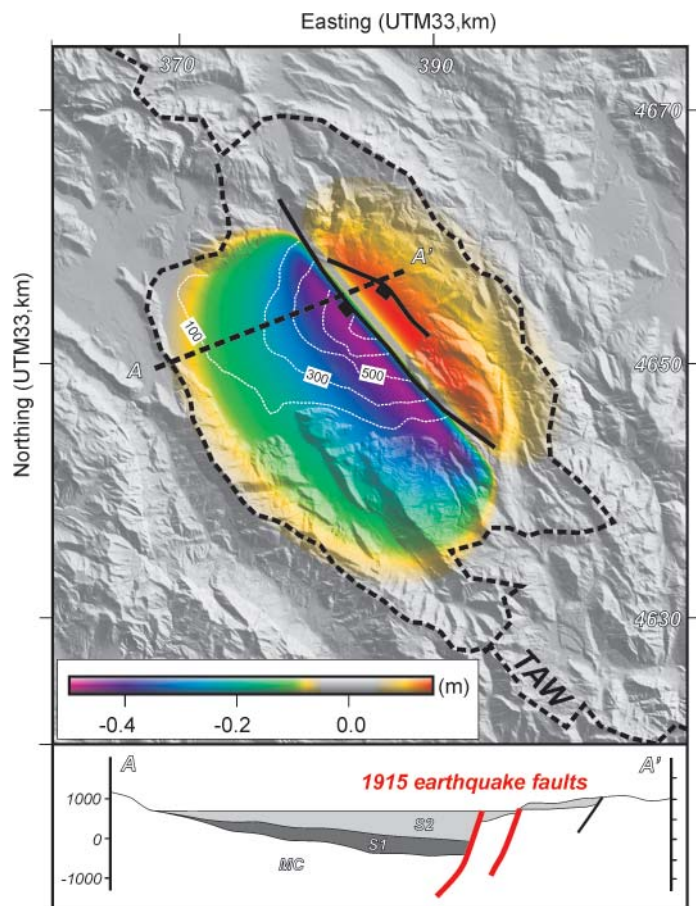 Easting (UTM33,km)
370
390
4670
A'
100
Northing (UTM33,km)
4650
A
300
500
4630
TAW
(m)
-0.4
-0.2
0.0
A
A'
1915 earthquake faults
1000
S2
0
S1
MC
-1000